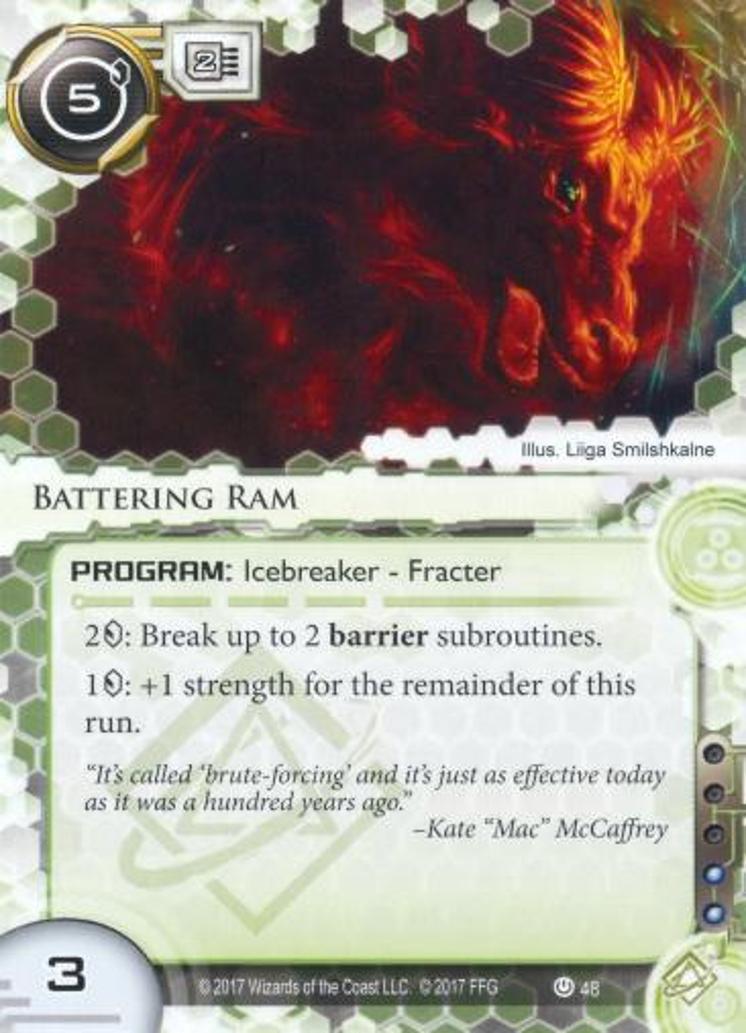 5
2
Illus. Liiga Smilshkalne
BATTERING RAM
PROGRAM: Icebreaker - Fracter
2: Break up to 2 barrier subroutines.
1: +1 strength for the remainder of this
run.
“It’s called ‘brute-forcing’ and it’s just as effective today
as it was a hundred years ago.”
–Kate “Mac” McCaffrey
3
© 2017 Wizards of the Coast LLC. © 2017 FFG
48